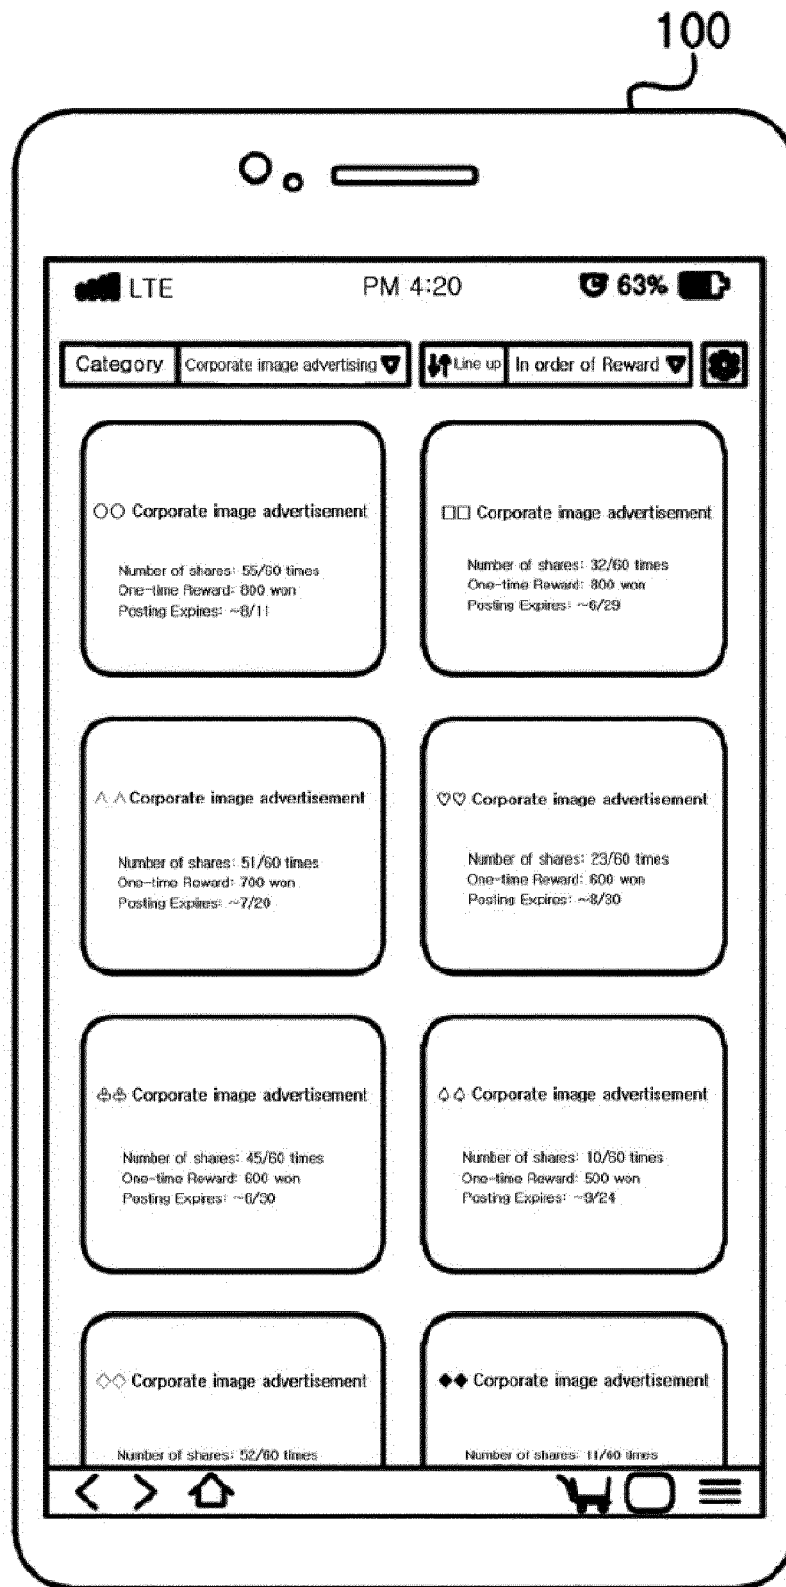 100
LTE PM 4:20 63%
Category Corporate image advertising Line up In order of Reward
○○ Corporate image advertisement
Number of shares: 55/60 times
One-time Reward: 800 won
Posting Expires: ~8/11
□□ Corporate image advertisement
Number of shares: 32/60 times
One-time Reward: 800 won
Posting Expires: ~6/29
∧∧ Corporate image advertisement
Number of shares: 51/60 times
One-time Reward: 700 won
Posting Expires: ~7/20
♡♡ Corporate image advertisement
Number of shares: 23/60 times
One-time Reward: 600 won
Posting Expires: ~8/30
♧♧ Corporate image advertisement
Number of shares: 45/60 times
One-time Reward: 600 won
Posting Expires: ~6/30
♤♤ Corporate image advertisement
Number of shares: 10/60 times
One-time Reward: 500 won
Posting Expires: ~9/24
◇◇ Corporate image advertisement
Number of shares: 52/60 times
◆◆ Corporate image advertisement
Number of shares: 11/60 times